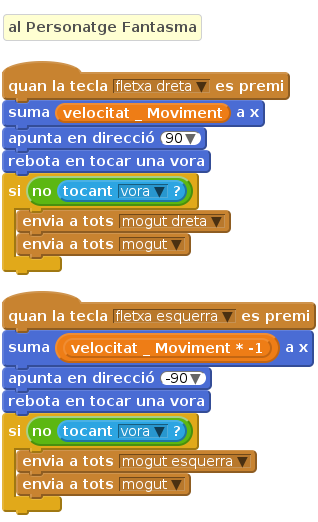 al Personatge Fantasma
quan la tecla fletxa dreta es premi
suma velocitat _ Moviment a x
apunta en direcció 90
rebota en tocar una vora
si no tocant vora ?
envia a tots mogut dreta
envia a tots mogut
quan la tecla fletxa esquerra es premi
suma velocitat _ Moviment * -1 a x
apunta en direcció -90
rebota en tocar una vora
si no tocant vora ?
envia a tots mogut esquerra
envia a tots mogut